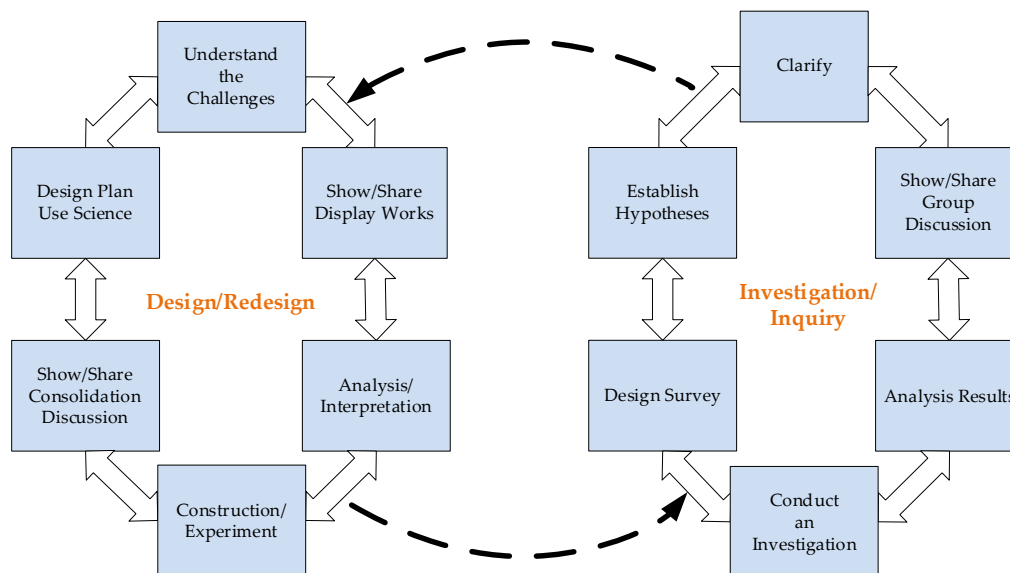 Understand
the
Challenges
Design Plan
Use Science
Show/Share
Display Works
Design/Redesign
Show/Share
Consolidation
Discussion
Analysis/
Interpretation
Construction/
Experiment
Clarify
Establish
Hypotheses
Show/Share
Group
Discussion
Investigation/
Inquiry
Design Survey
Analysis Results
Conduct
an
Investigation